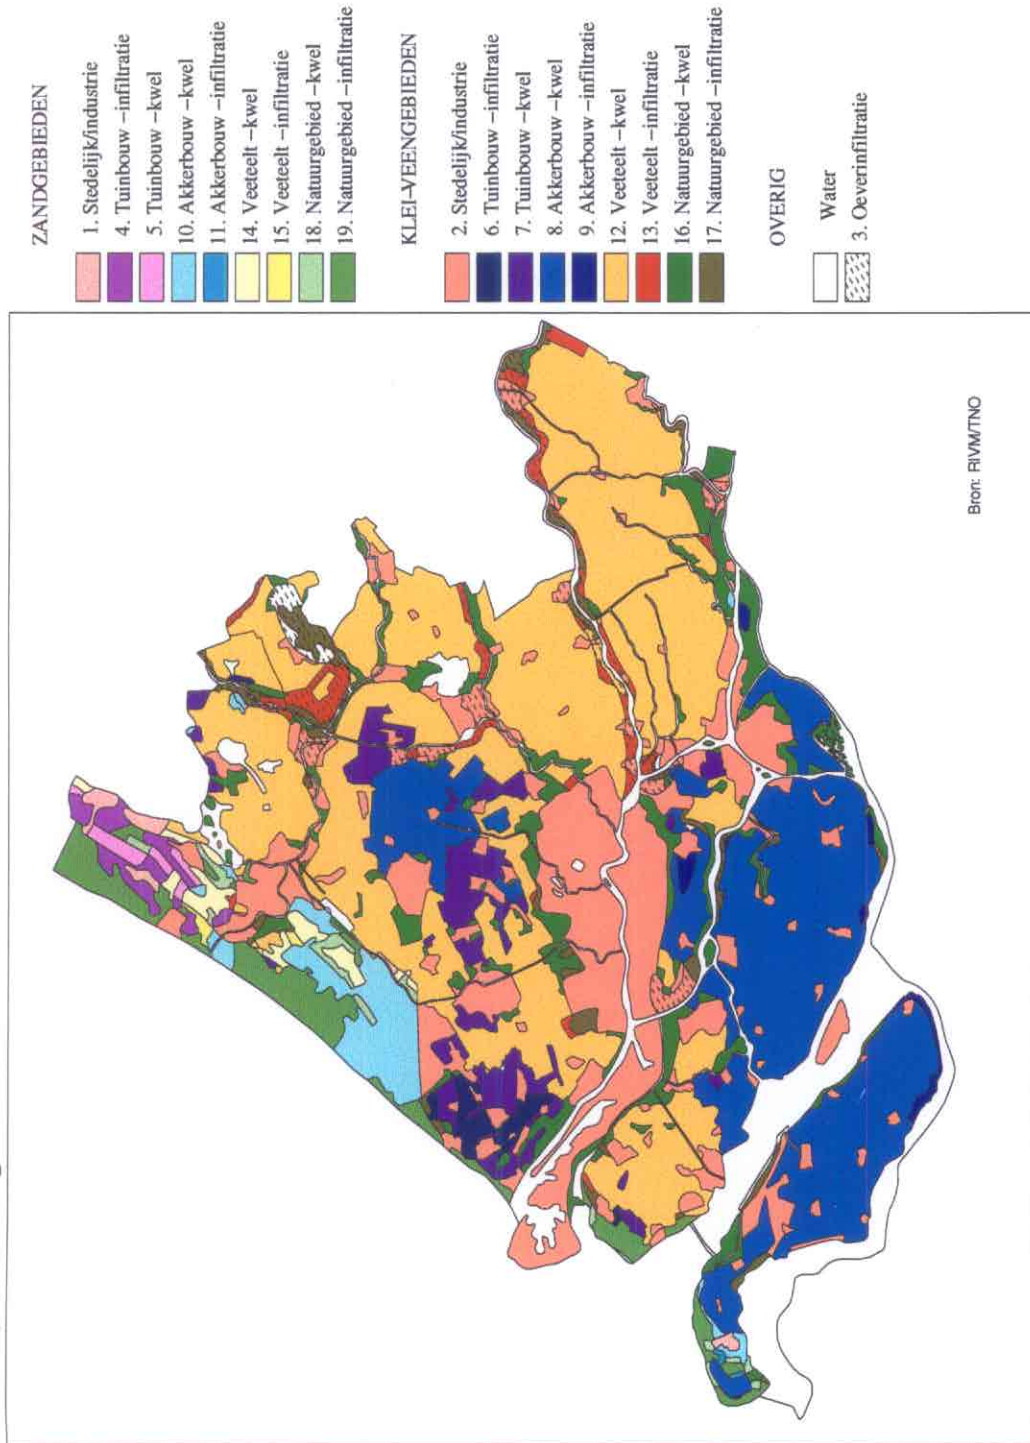 ZANDGEBIEDEN
1. Stedelijk/industrie
4. Tuinbouw –infiltratie
5. Tuinbouw –kwel
10. Akkerbouw –kwel
11. Akkerbouw –infiltratie
14. Veeteelt –kwel
15. Veeteelt –infiltratie
18. Natuurgebied –kwel
19. Natuurgebied –infiltratie
KLEI–VEENGEBIEDEN
2. Stedelijk/industrie
6. Tuinbouw –infiltratie
7. Tuinbouw –kwel
8. Akkerbouw –kwel
9. Akkerbouw –infiltratie
12. Veeteelt –kwel
13. Veeteelt –infiltratie
16. Natuurgebied –kwel
17. Natuurgebied –infiltratie
OVERIG
Water
3. Oeverinfiltratie
Bron: RIVM/TNO